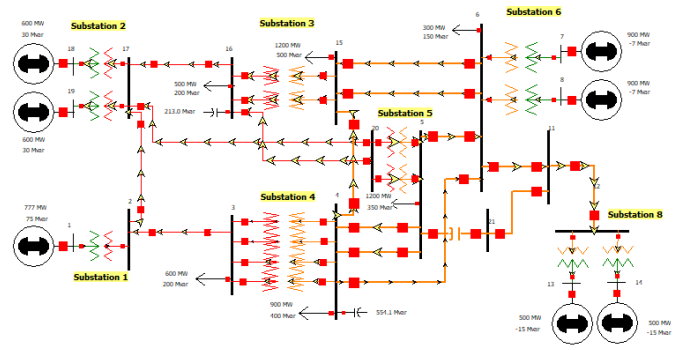 Substation 2
Substation 3
Substation 6
600 MW
30 Mvar
18
17
16
1200 MW
500 Mvar
15
300 MW
150 Mvar
6
7
900 MW
-7 Mvar
500 MW
200 Mvar
19
8
900 MW
-7 Mvar
213.0 Mvar
Substation 5
20
5
11
600 MW
30 Mvar
1200 MW
350 Mvar
12
777 MW
75 Mvar
1
2
3
Substation 4
4
21
Substation 8
Substation 1
600 MW
200 Mvar
900 MW
400 Mvar
554.1 Mvar
13
14
500 MW
-15 Mvar
500 MW
-15 Mvar